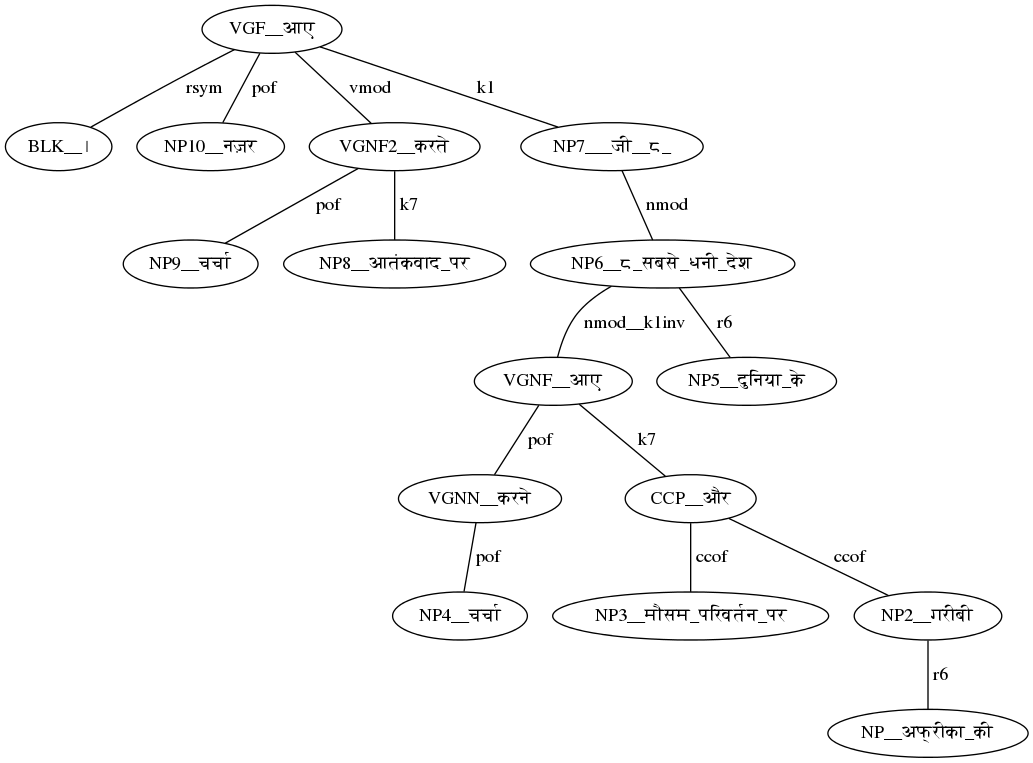 VGF__आए
rsym pof vmod k1
BLK__। NP10__नज़र VGNF2__करते NP7___जी__८_
pof k7 nmod
NP9__चर्चा NP8__आतंकवाद_पर NP6__८_सबसे_धनी_देश
nmod__k1inv r6
VGNF__आए NP5__दुनिया_के
pof k7
VGNN__करने CCP__और
pof ccof ccof
NP4__चर्चा NP3__मौसम_परिवर्तन_पर NP2__गरीबी
r6
NP__अफ्रीका_की